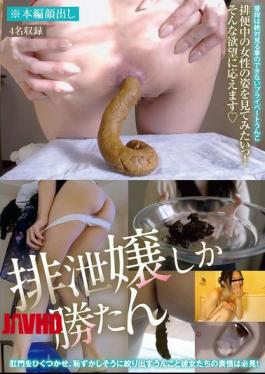 ※本編顔出し
4名収録
普段は絶対見る事のできないプライベートうんこ
排便中の女性の姿を見てみたいっ!
そんな欲望に応えます♡
排泄嬢しか
勝たん
JAVHD
肛門をひくつかせ、恥ずかしそうに絞り出すうんこと彼女たちの表情は必見!